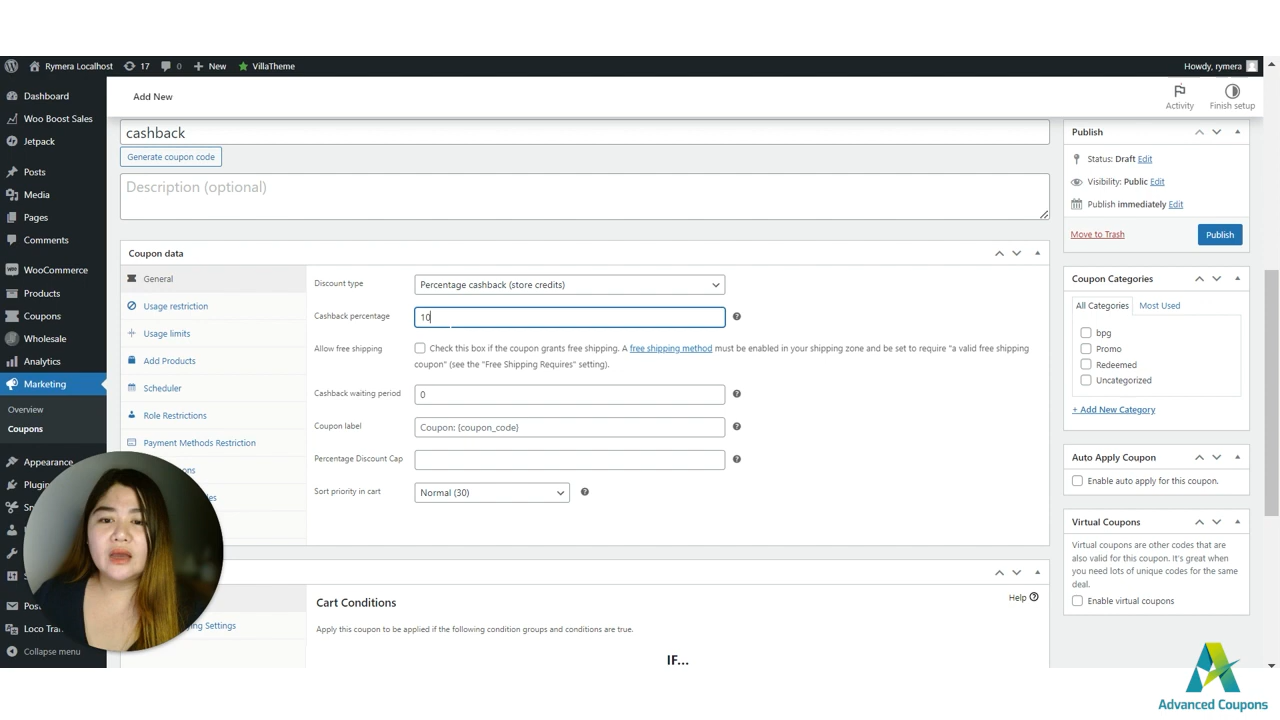 Rymera Localhost
17
0
New
VillaTheme
Howdy, rymera
Dashboard
Woo Boost Sales
Jetpack
Posts
Media
Pages
Comments
WooCommerce
Products
Coupons
Wholesale
Analytics
Marketing
Overview
Coupons
Appearance
Loco
Collapse menu
Add New
Activity
Finish setup
cashback
Generate coupon code
Description (optional)
Coupon data
General
Usage restriction
Usage limits
Add Products
Scheduler
Role Restrictions
Payment Methods Restriction
Discount type
Percentage cashback (store credits)
Cashback percentage
10
Allow free shipping
Check this box if the coupon grants free shipping. A free shipping method must be enabled in your shipping zone and be set to require "a valid free shipping
coupon" (see the "Free Shipping Requires" setting).
Cashback waiting period
0
Coupon label
Coupon: {coupon_code}
Percentage Discount Cap
Sort priority in cart
Normal (30)
Settings
Cart Conditions
Help
Apply this coupon to be applied if the following condition groups and conditions are true.
IF...
Publish
Status: Draft Edit
Visibility: Public Edit
Publish immediately Edit
Move to Trash
Publish
Coupon Categories
All Categories
Most Used
bpg
Promo
Redeemed
Uncategorized
+ Add New Category
Auto Apply Coupon
Enable auto apply for this coupon.
Virtual Coupons
Virtual coupons are other codes that are
also valid for this coupon. It's great when
you need lots of unique codes for the same
deal.
Enable virtual coupons
Advanced Coupons